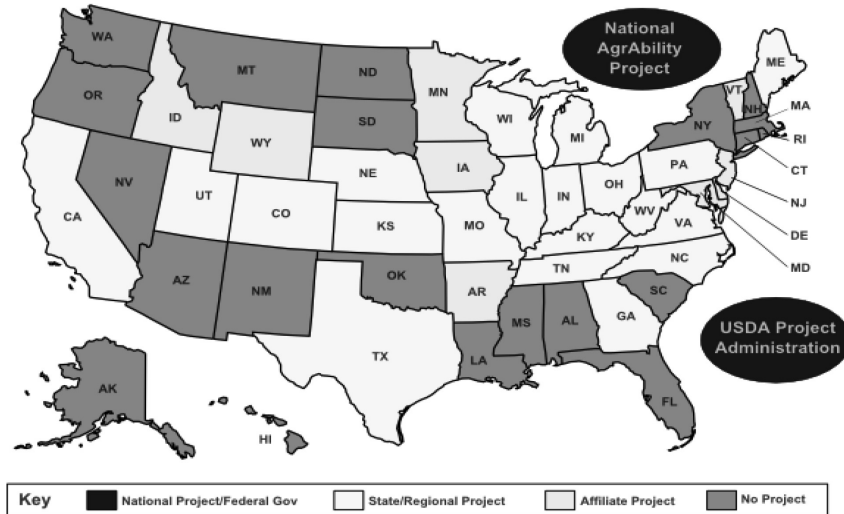 National
AgrAbility
Project
WA
MT
ND
MN
ME
VT
NH
MA
OR
ID
SD
WI
MI
NY
RI
WY
CT
IA
PA
NE
NJ
NV
UT
IL
IN
OH
DE
CA
CO
KS
MO
WV
VA
KY
MD
NC
TN
AZ
NM
OK
AR
SC
MS
AL
GA
USDA Project
Administration
TX
LA
AK
FL
HI
Key
National Project/Federal Gov
State/Regional Project
Affiliate Project
No Project